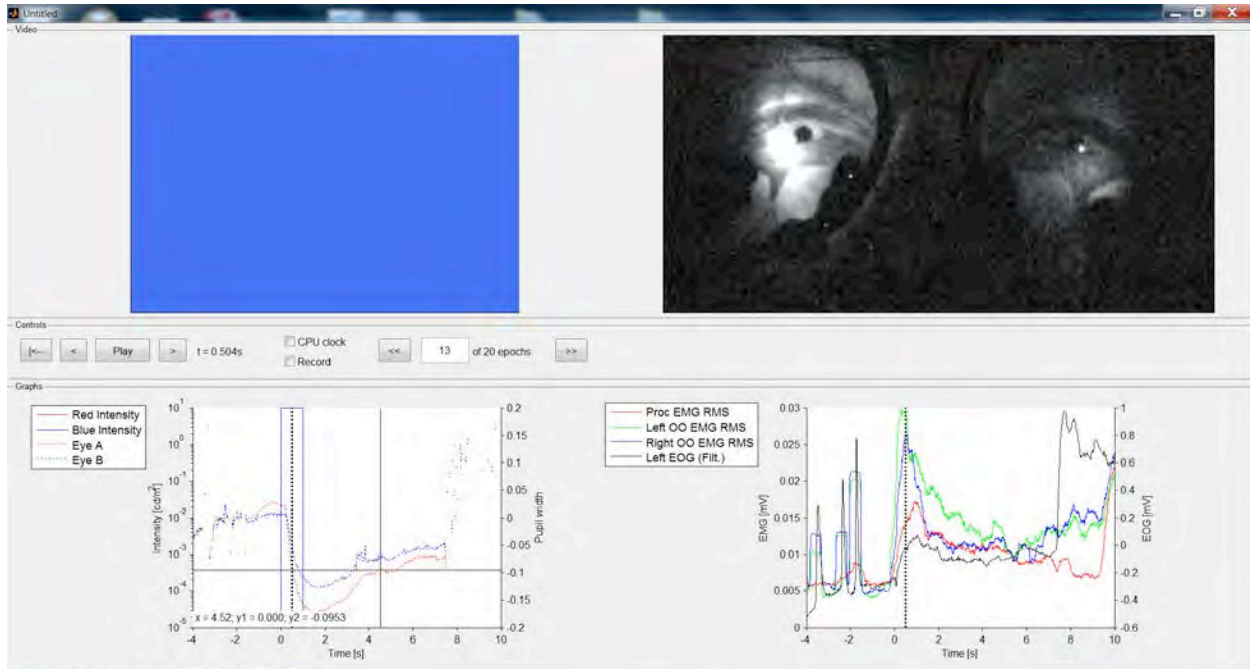 Untitled
Video
Controls
|<-- < Play > t = 0.504s CPU clock Record << 13 of 20 epochs >>
Graphs
Red Intensity
Blue Intensity
Eye A
Eye B
Intensity [cd/m²]
10¹
10⁰
10⁻¹
10⁻²
10⁻³
10⁻⁴
10⁻⁵
0.2
0.15
0.1
0.05
0
-0.05
-0.1
-0.15
-0.2
Pupil width
x = 4.52; y1 = 0.000; y2 = -0.0953
-4 -2 0 2 4 6 8 10
Time [s]
Proc EMG RMS
Left OO EMG RMS
Right OO EMG RMS
Left EOG (Filt.)
EMG [mV]
0.03
0.025
0.02
0.015
0.01
0.005
0
1
0.8
0.6
0.4
0.2
0
-0.2
-0.4
-0.6
EOG [mV]
-4 -2 0 2 4 6 8 10
Time [s]